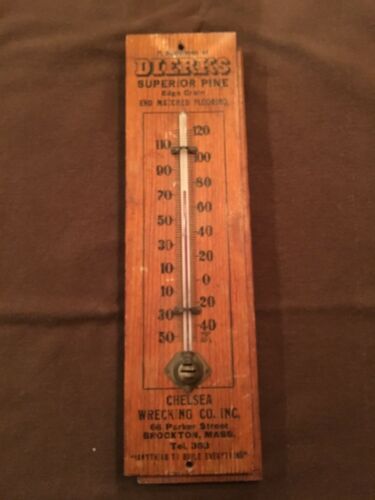 DIERKS
SUPERIOR PINE
Edge Grain
END MATCHED FLOORING
120
110
100
90
80
70
60
50
40
30
20
10
0
10
20
30
40
50
CHELSEA
WRECKING CO. INC.
66 Parker Street
BROCKTON, MASS.
Tel. 353
"ANYTHING TO BUILD EVERYTHING"